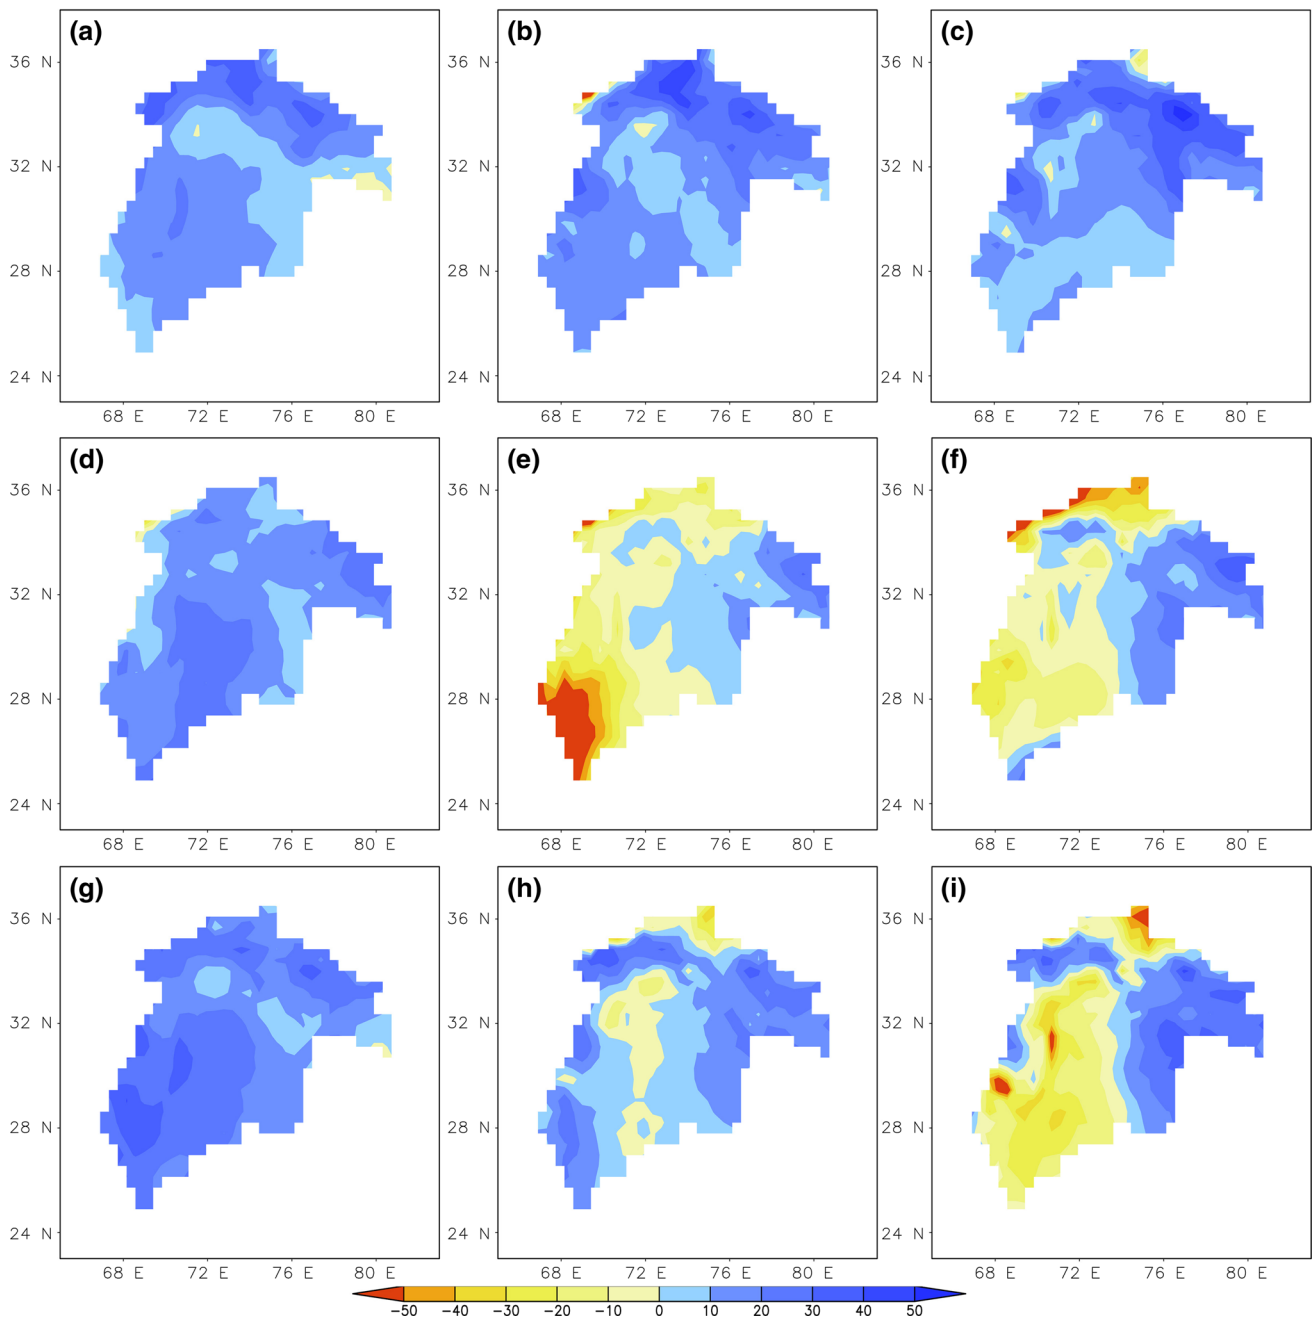 (a) (b) (c)
36 N 36 N 36 N
32 N 32 N 32 N
28 N 28 N 28 N
24 N 24 N 24 N
68 E 72 E 76 E 80 E 68 E 72 E 76 E 80 E 68 E 72 E 76 E 80 E
(d) (e) (f)
36 N 36 N 36 N
32 N 32 N 32 N
28 N 28 N 28 N
24 N 24 N 24 N
68 E 72 E 76 E 80 E 68 E 72 E 76 E 80 E 68 E 72 E 76 E 80 E
(g) (h) (i)
36 N 36 N 36 N
32 N 32 N 32 N
28 N 28 N 28 N
24 N 24 N 24 N
68 E 72 E 76 E 80 E 68 E 72 E 76 E 80 E 68 E 72 E 76 E 80 E
−50 −40 −30 −20 −10 0 10 20 30 40 50